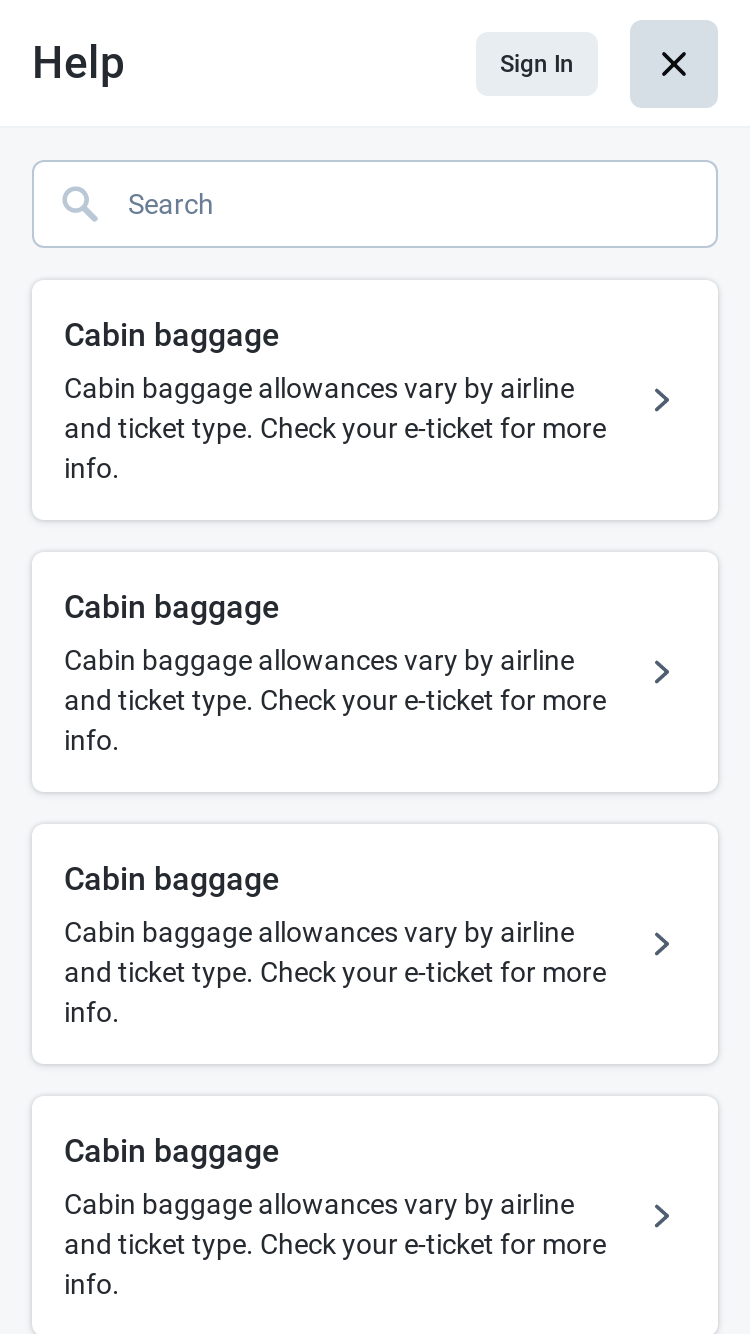 Help
Sign In
Search
Cabin baggage
Cabin baggage allowances vary by airline
and ticket type. Check your e-ticket for more
info.
Cabin baggage
Cabin baggage allowances vary by airline
and ticket type. Check your e-ticket for more
info.
Cabin baggage
Cabin baggage allowances vary by airline
and ticket type. Check your e-ticket for more
info.
Cabin baggage
Cabin baggage allowances vary by airline
and ticket type. Check your e-ticket for more
info.